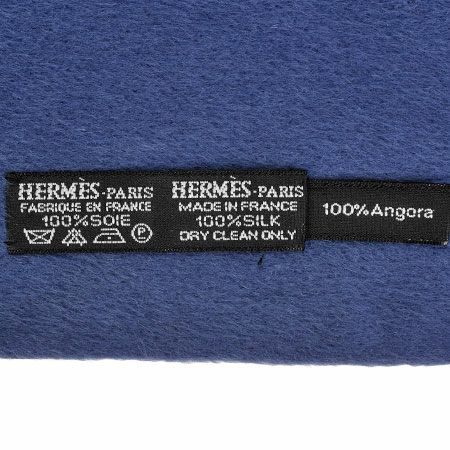 HERMÈS-PARIS
FABRIQUE EN FRANCE
100%SOIE
P
HERMÈS-PARIS
MADE IN FRANCE
100%SILK
DRY CLEAN ONLY
100%Angora